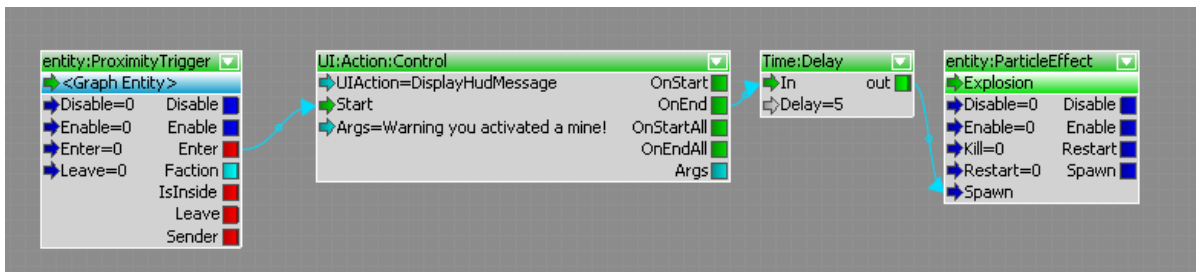 entity:ProximityTrigger
<Graph Entity>
Disable=0 Disable
Enable=0 Enable
Enter=0 Enter
Leave=0 Faction
IsInside
Leave
Sender
UI:Action:Control
UIAction=DisplayHudMessage OnStart
Start OnEnd
Args=Warning you activated a mine! OnStartAll
OnEndAll
Args
Time:Delay
In out
Delay=5
entity:ParticleEffect
Explosion
Disable=0 Disable
Enable=0 Enable
Kill=0 Restart
Restart=0 Spawn
Spawn